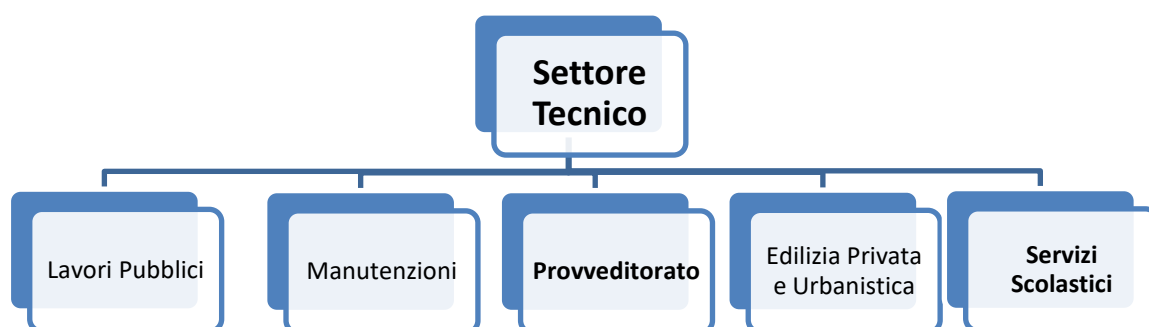 Settore
Tecnico
Lavori Pubblici
Manutenzioni
Provveditorato
Edilizia Privata
e Urbanistica
Servizi
Scolastici